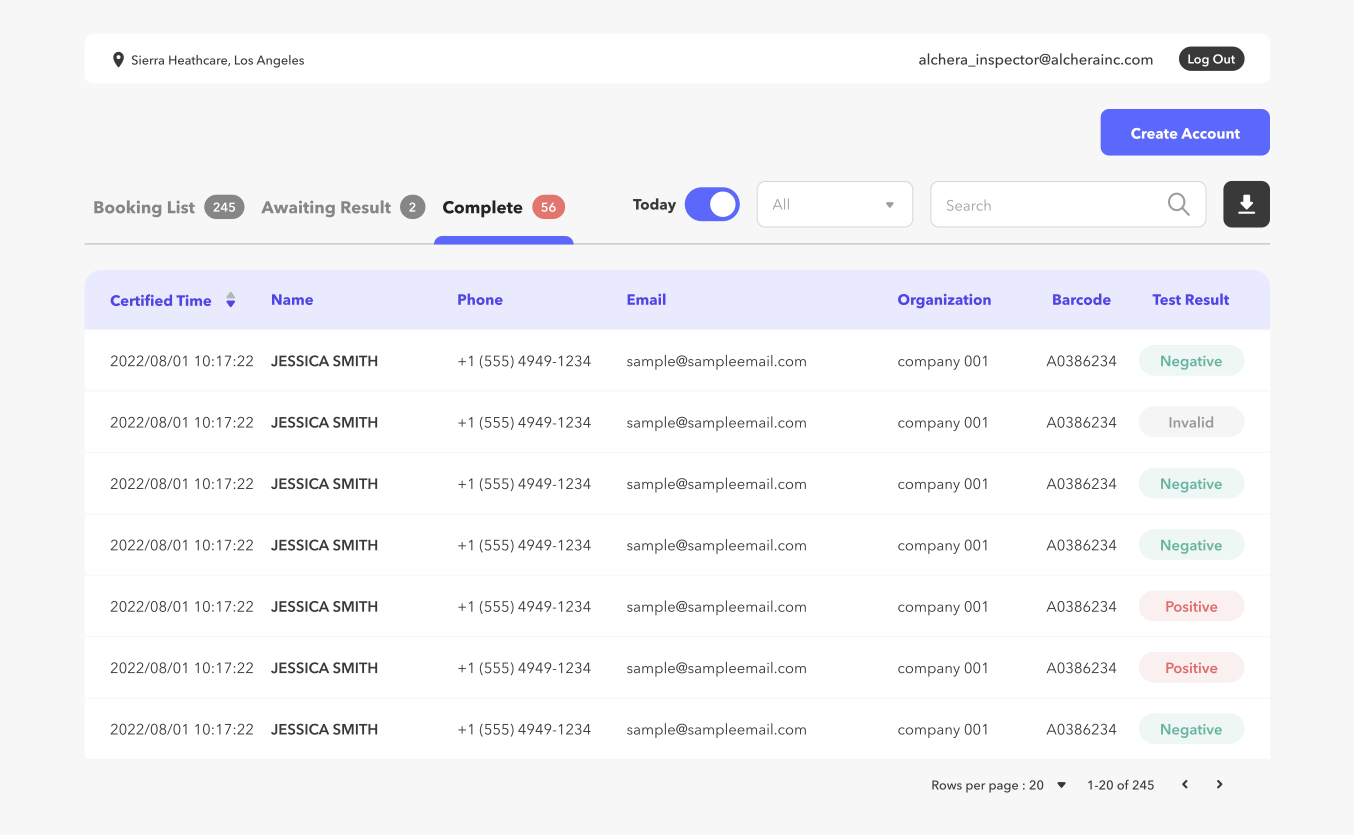 Sierra Heathcare, Los Angeles alchera_inspector@alcherainc.com Log Out
Create Account
Booking List 245 Awaiting Result 2 Complete 56 Today All Search
Certified Time Name Phone Email Organization Barcode Test Result
2022/08/01 10:17:22 JESSICA SMITH +1 (555) 4949-1234 sample@sampleemail.com company 001 A0386234 Negative
2022/08/01 10:17:22 JESSICA SMITH +1 (555) 4949-1234 sample@sampleemail.com company 001 A0386234 Invalid
2022/08/01 10:17:22 JESSICA SMITH +1 (555) 4949-1234 sample@sampleemail.com company 001 A0386234 Negative
2022/08/01 10:17:22 JESSICA SMITH +1 (555) 4949-1234 sample@sampleemail.com company 001 A0386234 Negative
2022/08/01 10:17:22 JESSICA SMITH +1 (555) 4949-1234 sample@sampleemail.com company 001 A0386234 Positive
2022/08/01 10:17:22 JESSICA SMITH +1 (555) 4949-1234 sample@sampleemail.com company 001 A0386234 Positive
2022/08/01 10:17:22 JESSICA SMITH +1 (555) 4949-1234 sample@sampleemail.com company 001 A0386234 Negative
Rows per page : 20 1-20 of 245